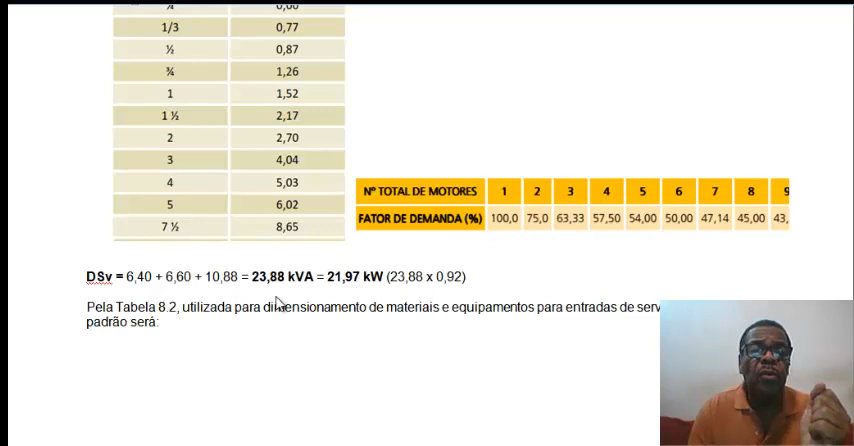 1/3 0,77
½ 0,87
¾ 1,26
1 1,52
1 ½ 2,17
2 2,70
3 4,04
4 5,03
5 6,02
7 ½ 8,65
Nº TOTAL DE MOTORES 1 2 3 4 5 6 7 8 9
FATOR DE DEMANDA (%) 100,0 75,0 63,33 57,50 54,00 50,00 47,14 45,00 43,
DSv = 6,40 + 6,60 + 10,88 = 23,88 kVA = 21,97 kW (23,88 x 0,92)
Pela Tabela 8.2, utilizada para dimensionamento de materiais e equipamentos para entradas de serv
padrão será: